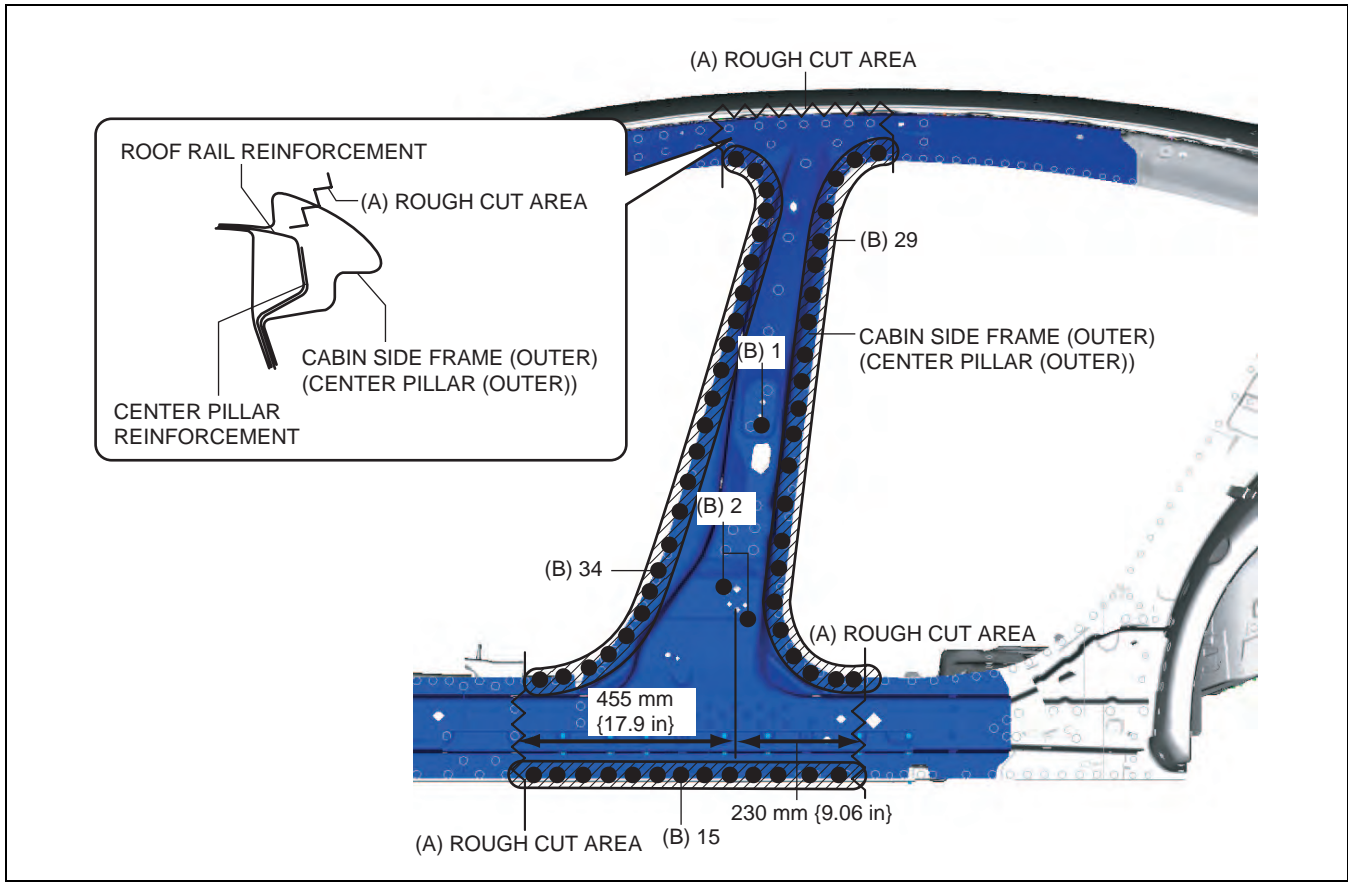 (A) ROUGH CUT AREA
ROOF RAIL REINFORCEMENT
(A) ROUGH CUT AREA
CABIN SIDE FRAME (OUTER)
(CENTER PILLAR (OUTER))
CENTER PILLAR
REINFORCEMENT
(B) 29
CABIN SIDE FRAME (OUTER)
(CENTER PILLAR (OUTER))
(B) 1
(B) 2
(B) 34
(A) ROUGH CUT AREA
455 mm
{17.9 in}
230 mm {9.06 in}
(A) ROUGH CUT AREA
(B) 15